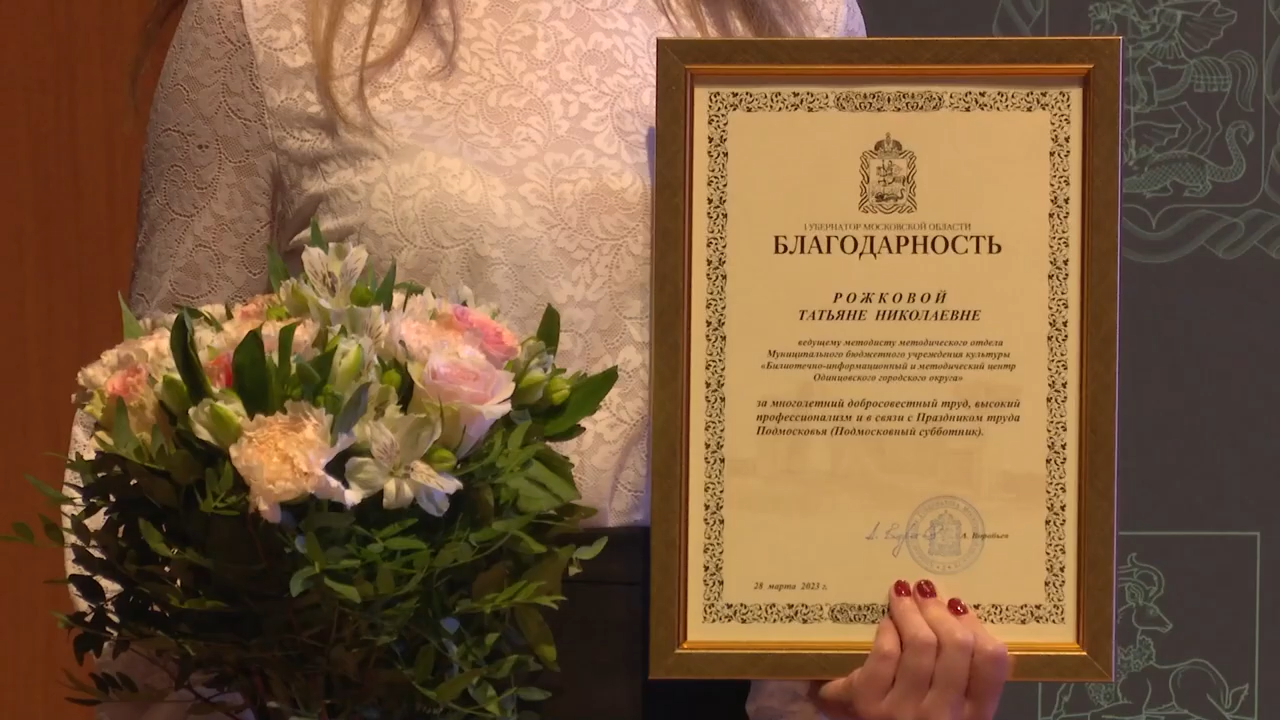 ГУБЕРНАТОР МОСКОВСКОЙ ОБЛАСТИ
БЛАГОДАРНОСТЬ
РОЖКОВОЙ
ТАТЬЯНЕ НИКОЛАЕВНЕ
ведущему методисту методического отдела
Муниципального бюджетного учреждения культуры
«Билиотечно-информационный и методический центр
Одинцовского городского округа»
за многолетний добросовестный труд, высокий
профессионализм и в связи с Праздником труда
Подмосковья (Подмосковный субботник).
А. Воробьев
28 марта 2023 г.